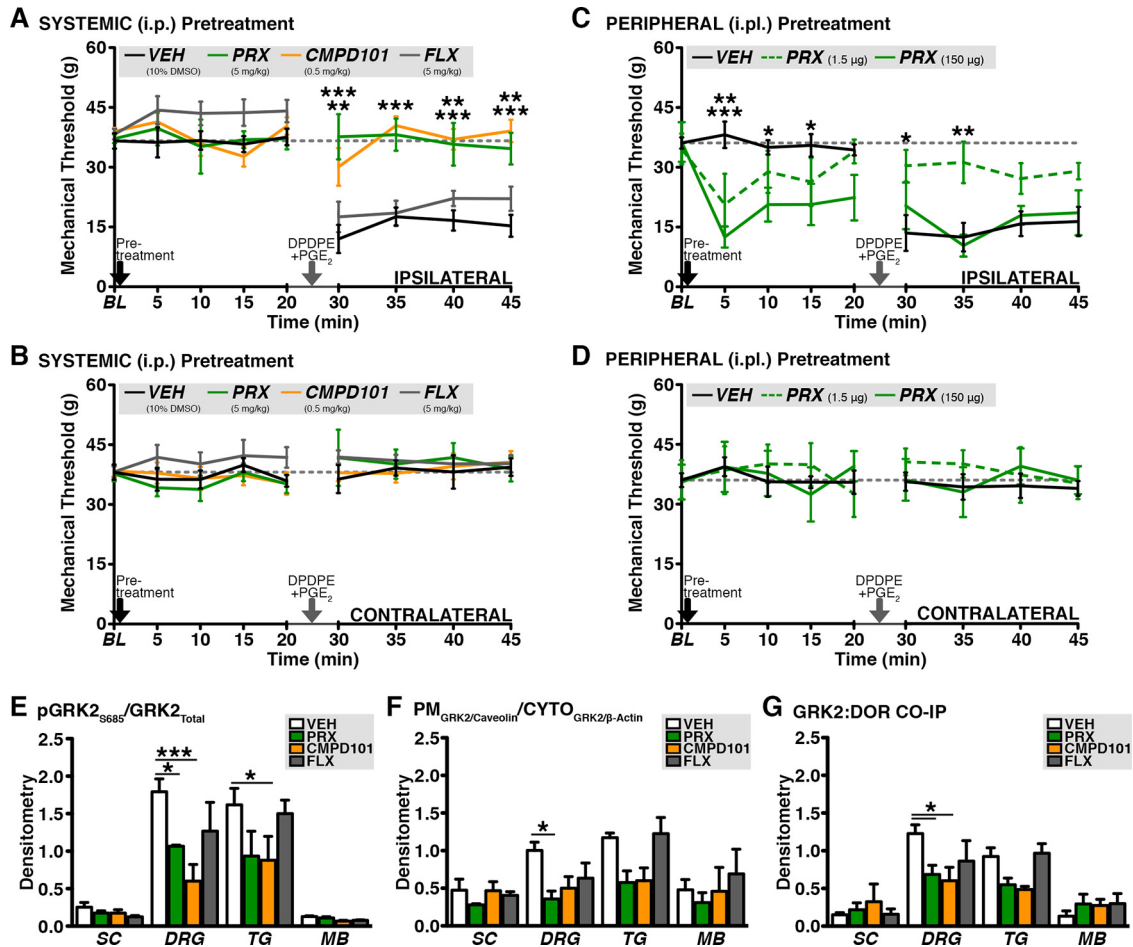 A SYSTEMIC (i.p.) Pretreatment
VEH PRX CMPD101 FLX
(10% DMSO) (5 mg/kg) (0.5 mg/kg) (5 mg/kg)
Mechanical Threshold (g)
60
45
30
15
0
*** *** ** **
** *** ***
Pre-
treatment
DPDPE
+PGE2
IPSILATERAL
BL 5 10 15 20 30 35 40 45
Time (min)
C PERIPHERAL (i.pl.) Pretreatment
VEH PRX (1.5 µg) PRX (150 µg)
Mechanical Threshold (g)
60
45
30
15
0
**
*** * * * **
Pre-
treatment
DPDPE
+PGE2
IPSILATERAL
BL 5 10 15 20 30 35 40 45
Time (min)
B SYSTEMIC (i.p.) Pretreatment
VEH PRX CMPD101 FLX
(10% DMSO) (5 mg/kg) (0.5 mg/kg) (5 mg/kg)
Mechanical Threshold (g)
60
45
30
15
0
Pre-
treatment
DPDPE
+PGE2
CONTRALATERAL
BL 5 10 15 20 30 35 40 45
Time (min)
D PERIPHERAL (i.pl.) Pretreatment
VEH PRX (1.5 µg) PRX (150 µg)
Mechanical Threshold (g)
60
45
30
15
0
Pre-
treatment
DPDPE
+PGE2
CONTRALATERAL
BL 5 10 15 20 30 35 40 45
Time (min)
E pGRK2S685/GRK2Total
VEH
PRX
CMPD101
FLX
Densitometry
2.5
2.0
1.5
1.0
0.5
0.0
***
*
*
SC DRG TG MB
F PMGRK2/Caveolin/CYTOGRK2/β-Actin
VEH
PRX
CMPD101
FLX
Densitometry
2.5
2.0
1.5
1.0
0.5
0.0
*
SC DRG TG MB
G GRK2:DOR CO-IP
VEH
PRX
CMPD101
FLX
Densitometry
2.5
2.0
1.5
1.0
0.5
0.0
*
SC DRG TG MB